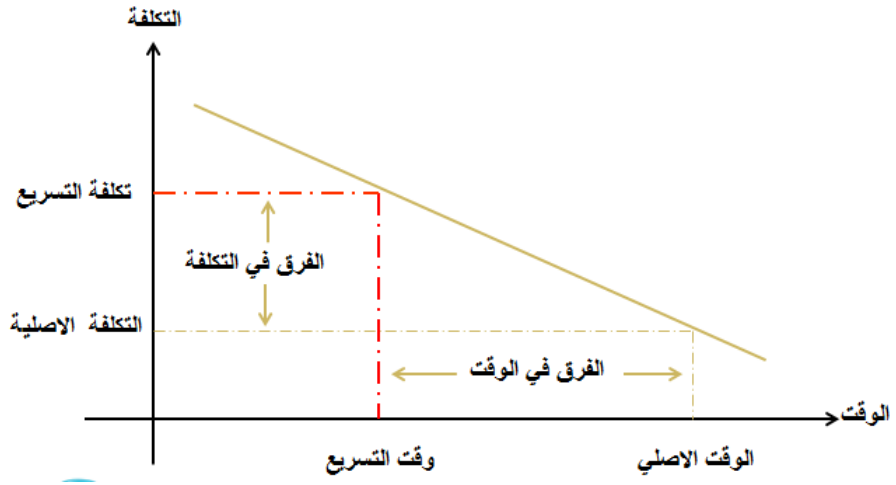 التكلفة
تكلفة التسريع
الفرق في التكلفة
التكلفة الاصلية
الفرق في الوقت
الوقت
الوقت الاصلي
وقت التسريع